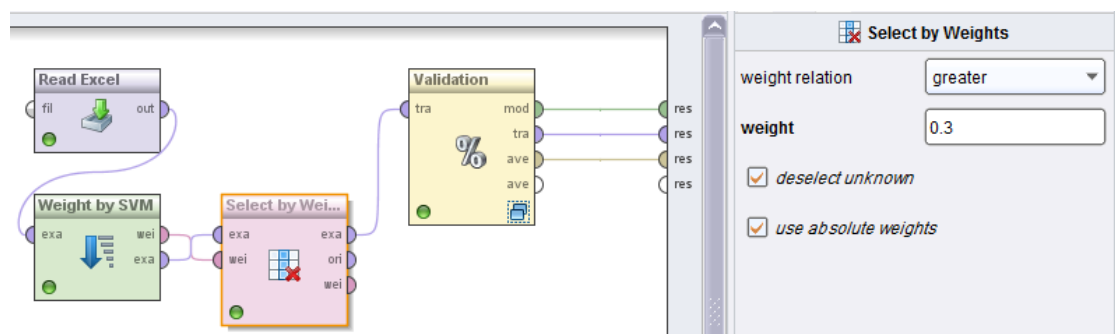 Read Excel
fil out
Weight by SVM
exa wei
exa
Select by Wei...
exa exa
wei ori
wei
Validation
tra mod
tra
% ave
ave
res
res
res
res
Select by Weights
weight relation greater
weight 0.3
deselect unknown
use absolute weights